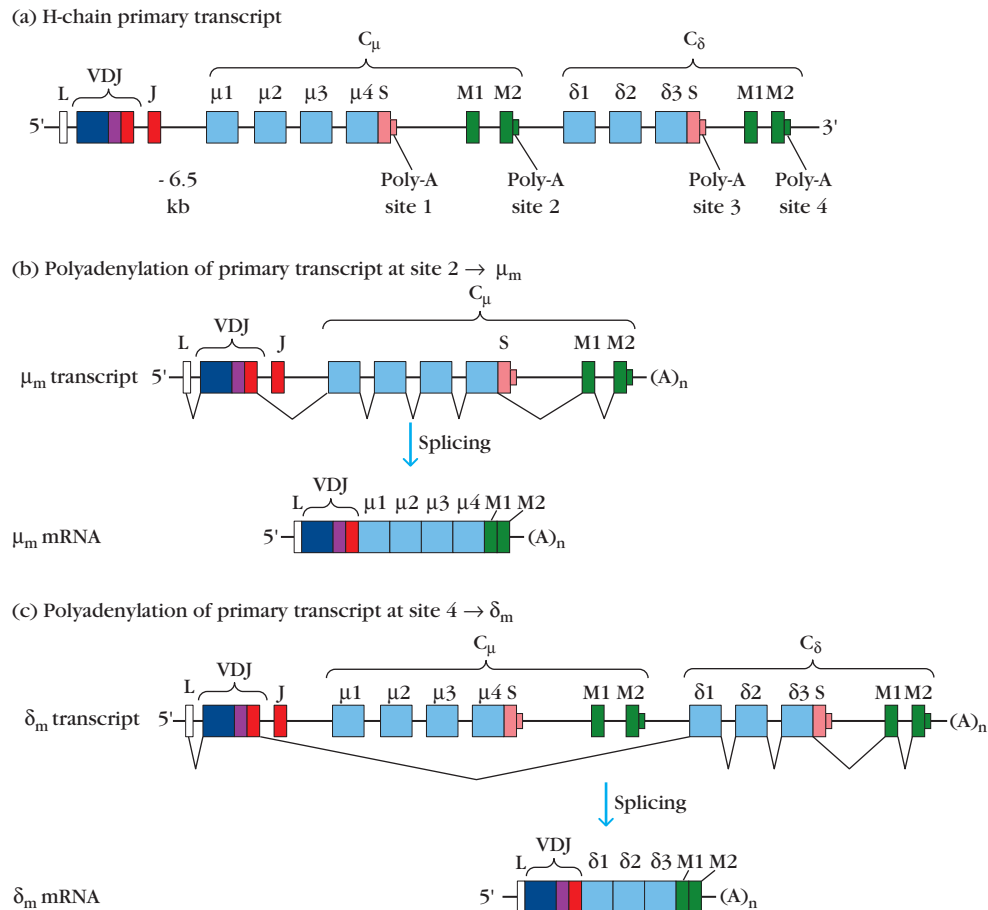 (a) H-chain primary transcript
Cμ Cδ
VDJ
L J μ1 μ2 μ3 μ4 S M1 M2 δ1 δ2 δ3 S M1 M2
5' 3'
- 6.5 kb
Poly-A site 1
Poly-A site 2
Poly-A site 3
Poly-A site 4
(b) Polyadenylation of primary transcript at site 2 → μm
Cμ
VDJ
L J S M1 M2
μm transcript 5' (A)n
Splicing
VDJ
L μ1 μ2 μ3 μ4 M1 M2
μm mRNA 5' (A)n
(c) Polyadenylation of primary transcript at site 4 → δm
Cμ Cδ
VDJ
L J μ1 μ2 μ3 μ4 S M1 M2 δ1 δ2 δ3 S M1 M2
δm transcript 5' (A)n
Splicing
VDJ
L δ1 δ2 δ3 M1 M2
δm mRNA 5' (A)n